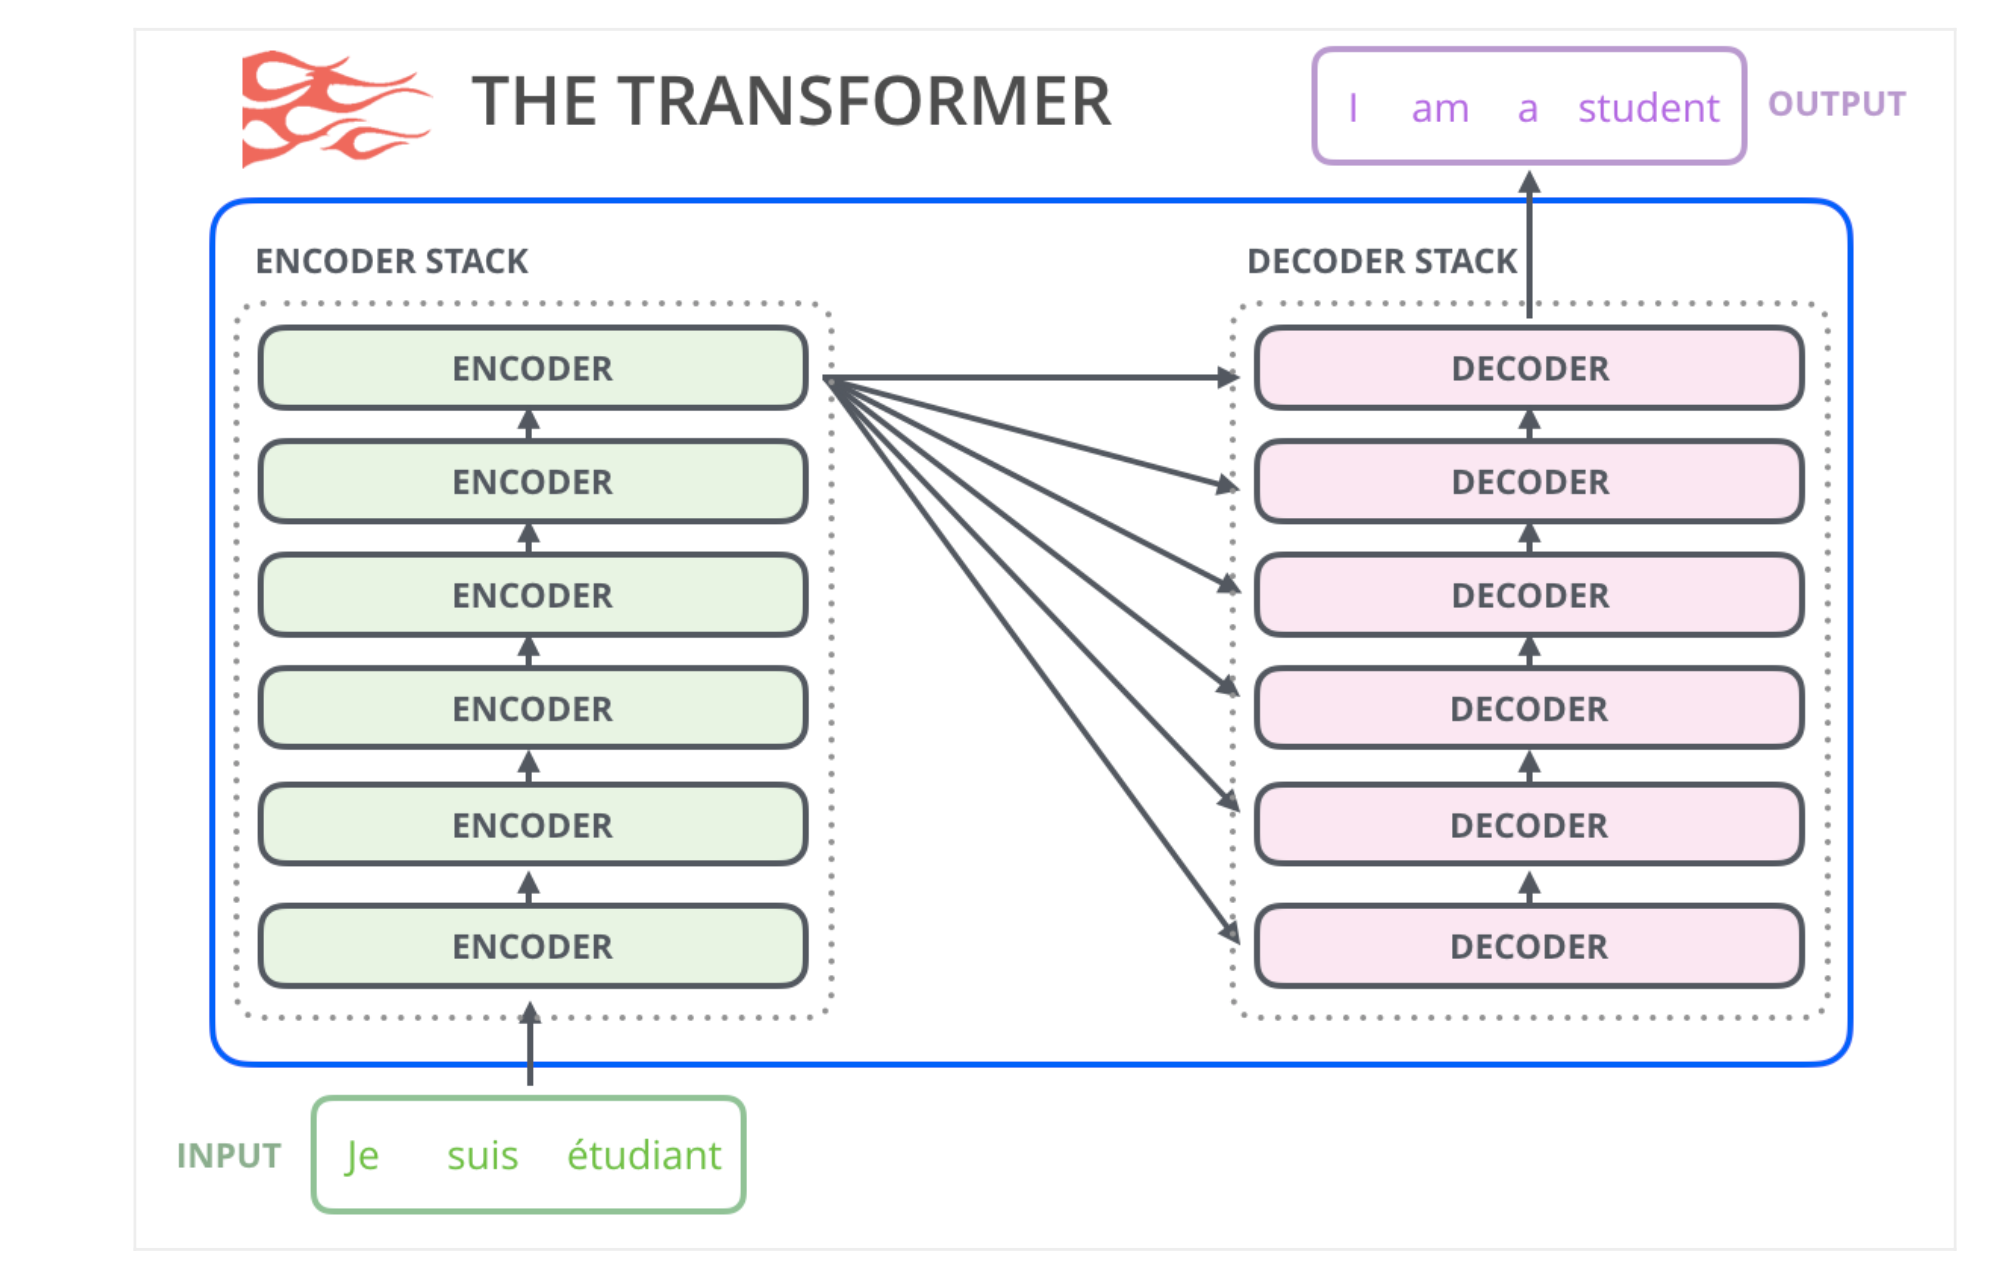 THE TRANSFORMER
I am a student
OUTPUT
ENCODER STACK
ENCODER
ENCODER
ENCODER
ENCODER
ENCODER
ENCODER
DECODER STACK
DECODER
DECODER
DECODER
DECODER
DECODER
DECODER
INPUT
Je suis étudiant